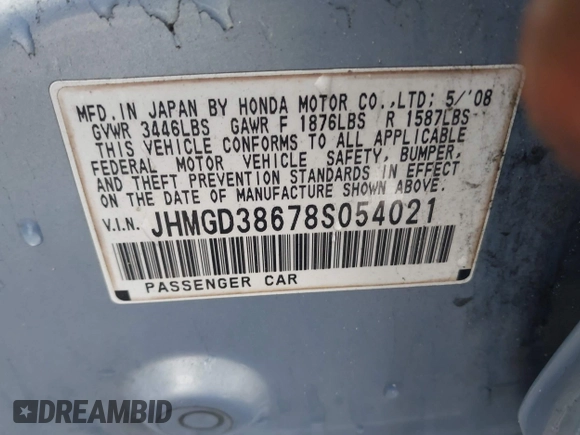 MFD. IN JAPAN BY HONDA MOTOR CO.,LTD; 5/'08
GVWR 3446LBS GAWR F 1876LBS R 1587LBS
THIS VEHICLE CONFORMS TO ALL APPLICABLE
FEDERAL MOTOR VEHICLE SAFETY, BUMPER,
AND THEFT PREVENTION STANDARDS IN EFFECT
ON THE DATE OF MANUFACTURE SHOWN ABOVE.
V.I.N. JHMGD38678S054021
PASSENGER CAR
DREAMBID